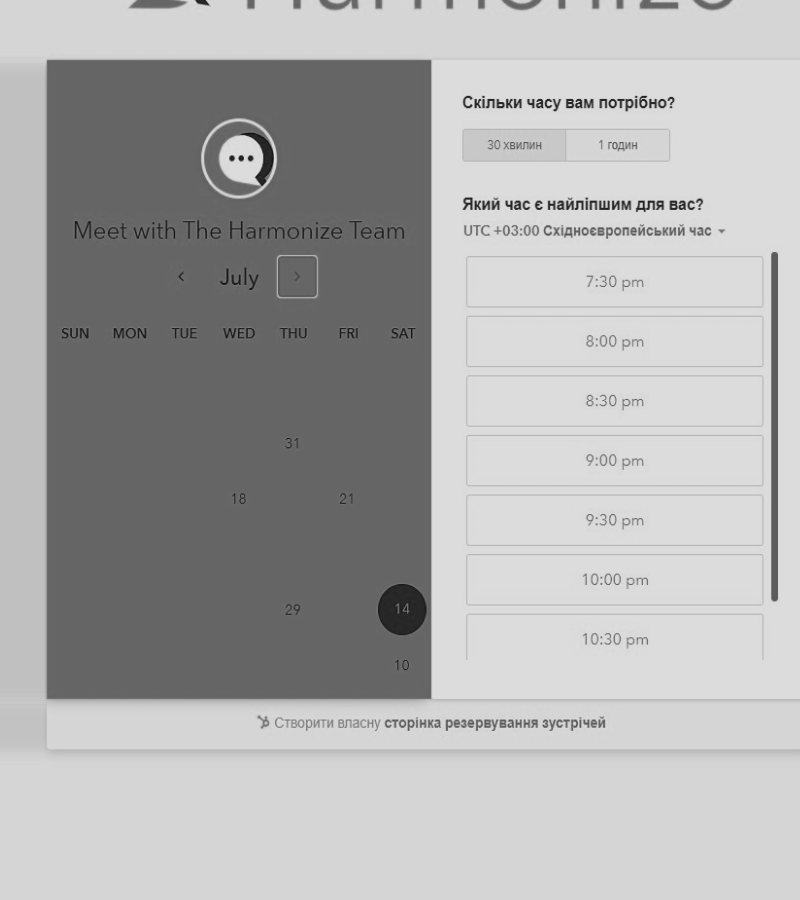 Harmonize
Meet with The Harmonize Team
July
SUN MON TUE WED THU FRI SAT
31
18 21
29 14
10
Скільки часу вам потрібно?
30 хвилин 1 годин
Який час є найліпшим для вас?
UTC +03:00 Східноєвропейський час
7:30 pm
8:00 pm
8:30 pm
9:00 pm
9:30 pm
10:00 pm
10:30 pm
Створити власну сторінка резервування зустрічей